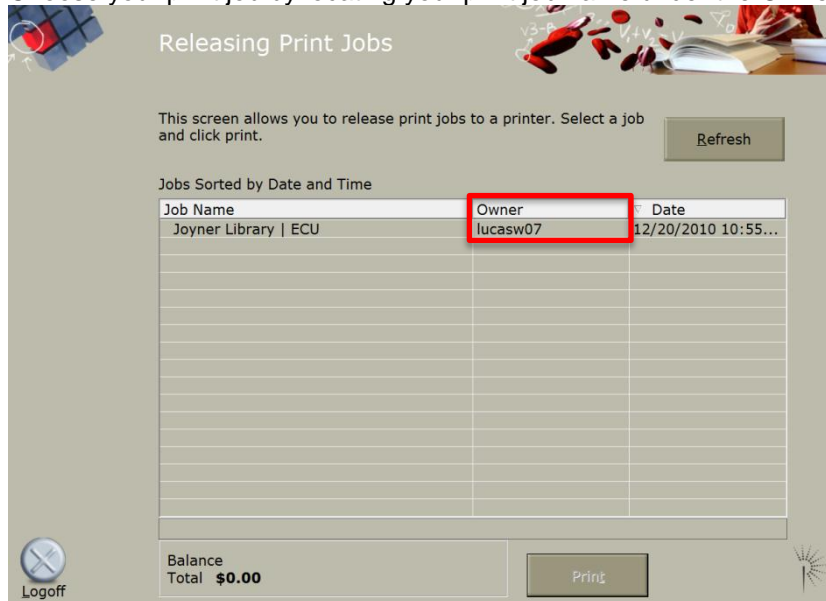 Releasing Print Jobs
This screen allows you to release print jobs to a printer. Select a job
and click print.
Refresh
Jobs Sorted by Date and Time
Job Name Owner Date
Joyner Library | ECU lucasw07 12/20/2010 10:55...
Balance
Total $0.00
Print
Logoff